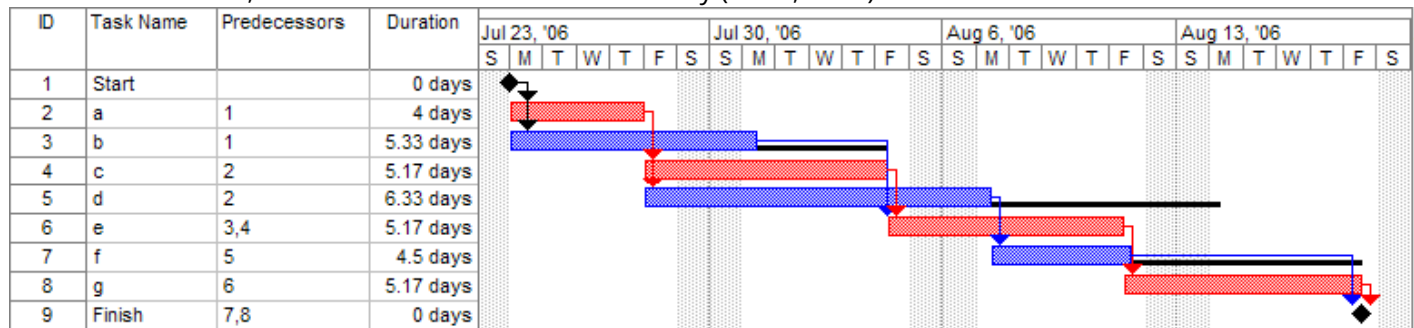 ID Task Name Predecessors Duration
Jul 23, '06 Jul 30, '06 Aug 6, '06 Aug 13, '06
S M T W T F S S M T W T F S S M T W T F S S M T W T F S
1 Start 0 days
2 a 1 4 days
3 b 1 5.33 days
4 c 2 5.17 days
5 d 2 6.33 days
6 e 3,4 5.17 days
7 f 5 4.5 days
8 g 6 5.17 days
9 Finish 7,8 0 days